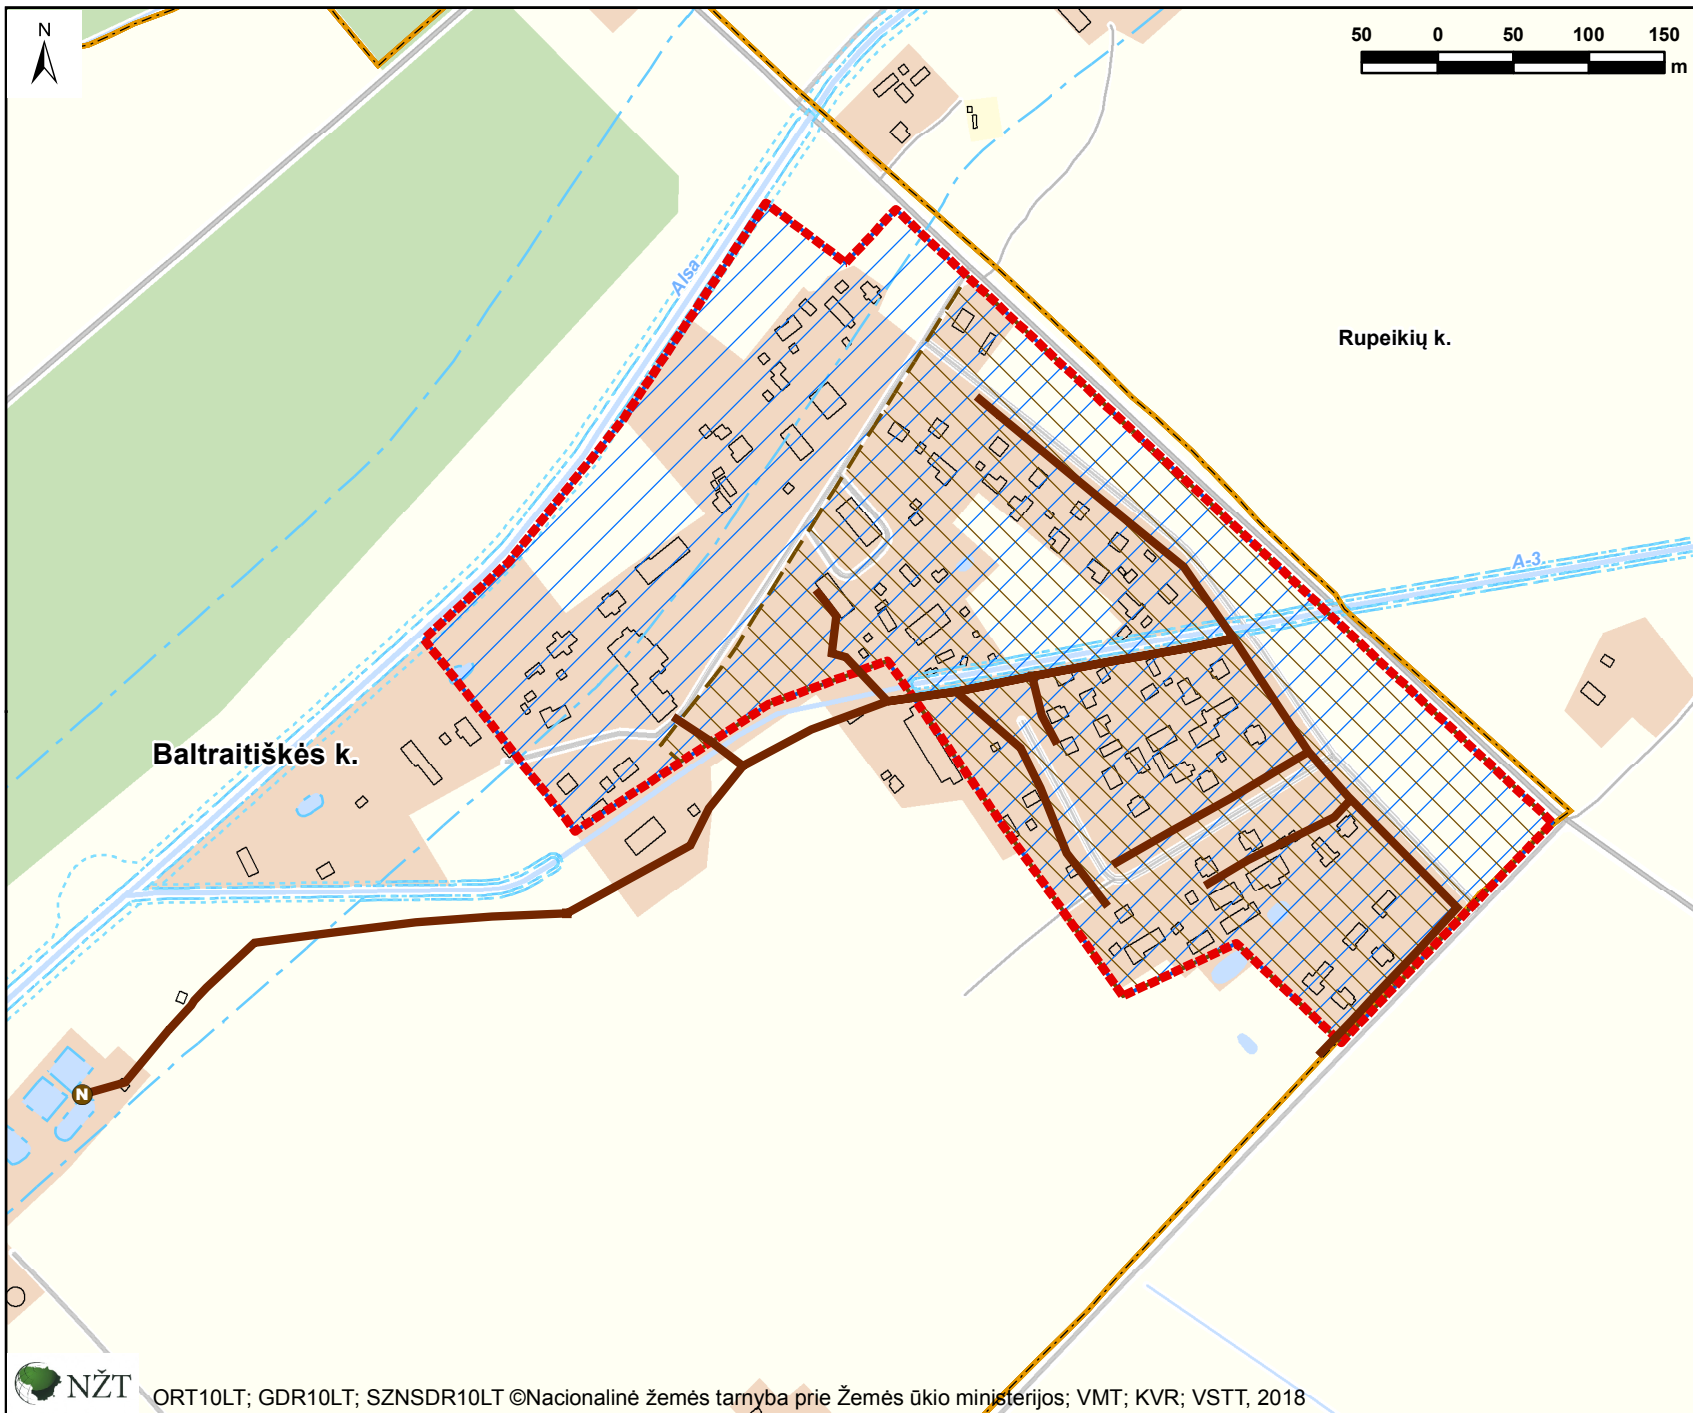 N
50 0 50 100 150
m
Alsa
Rupeikių k.
A-3
Baltraitiškės k.
N
NŽT
ORT10LT; GDR10LT; SZNSDR10LT ©Nacionalinė žemės tarnyba prie Žemės ūkio ministerijos; VMT; KVR; VSTT, 2018